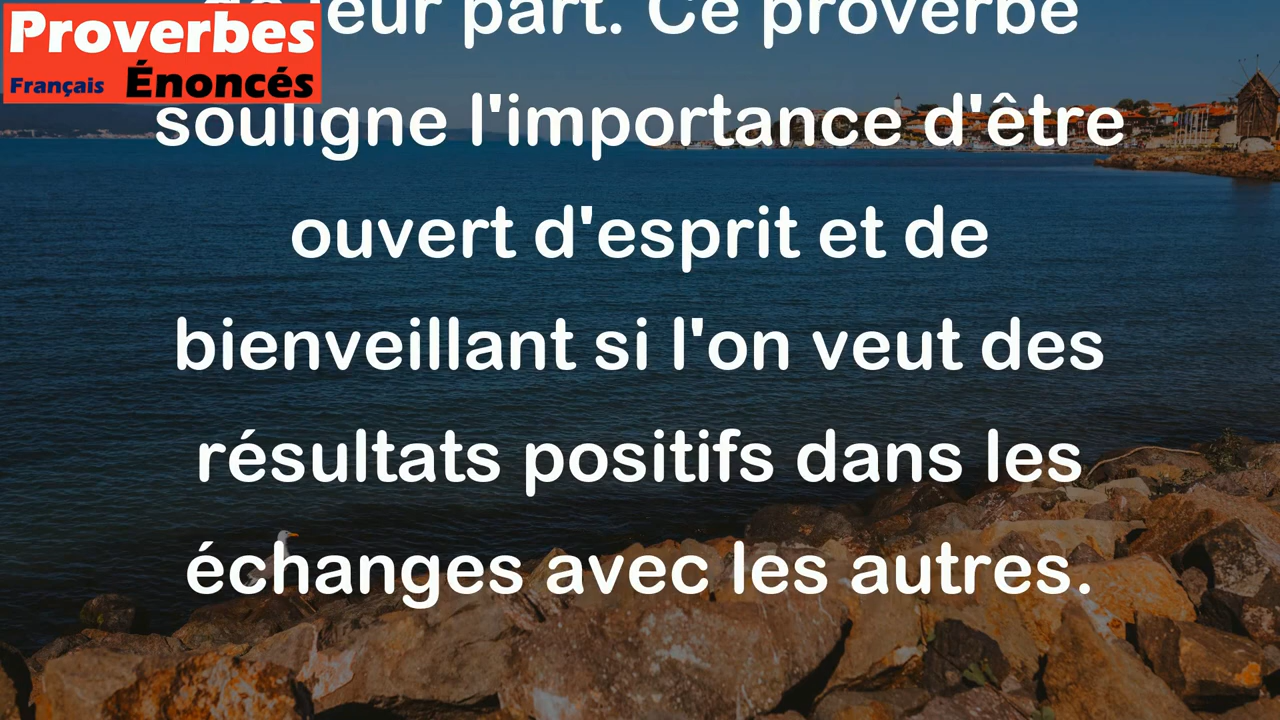 Proverbes
Français Énoncés
de leur part. Ce proverbe
souligne l'importance d'être
ouvert d'esprit et de
bienveillant si l'on veut des
résultats positifs dans les
échanges avec les autres.